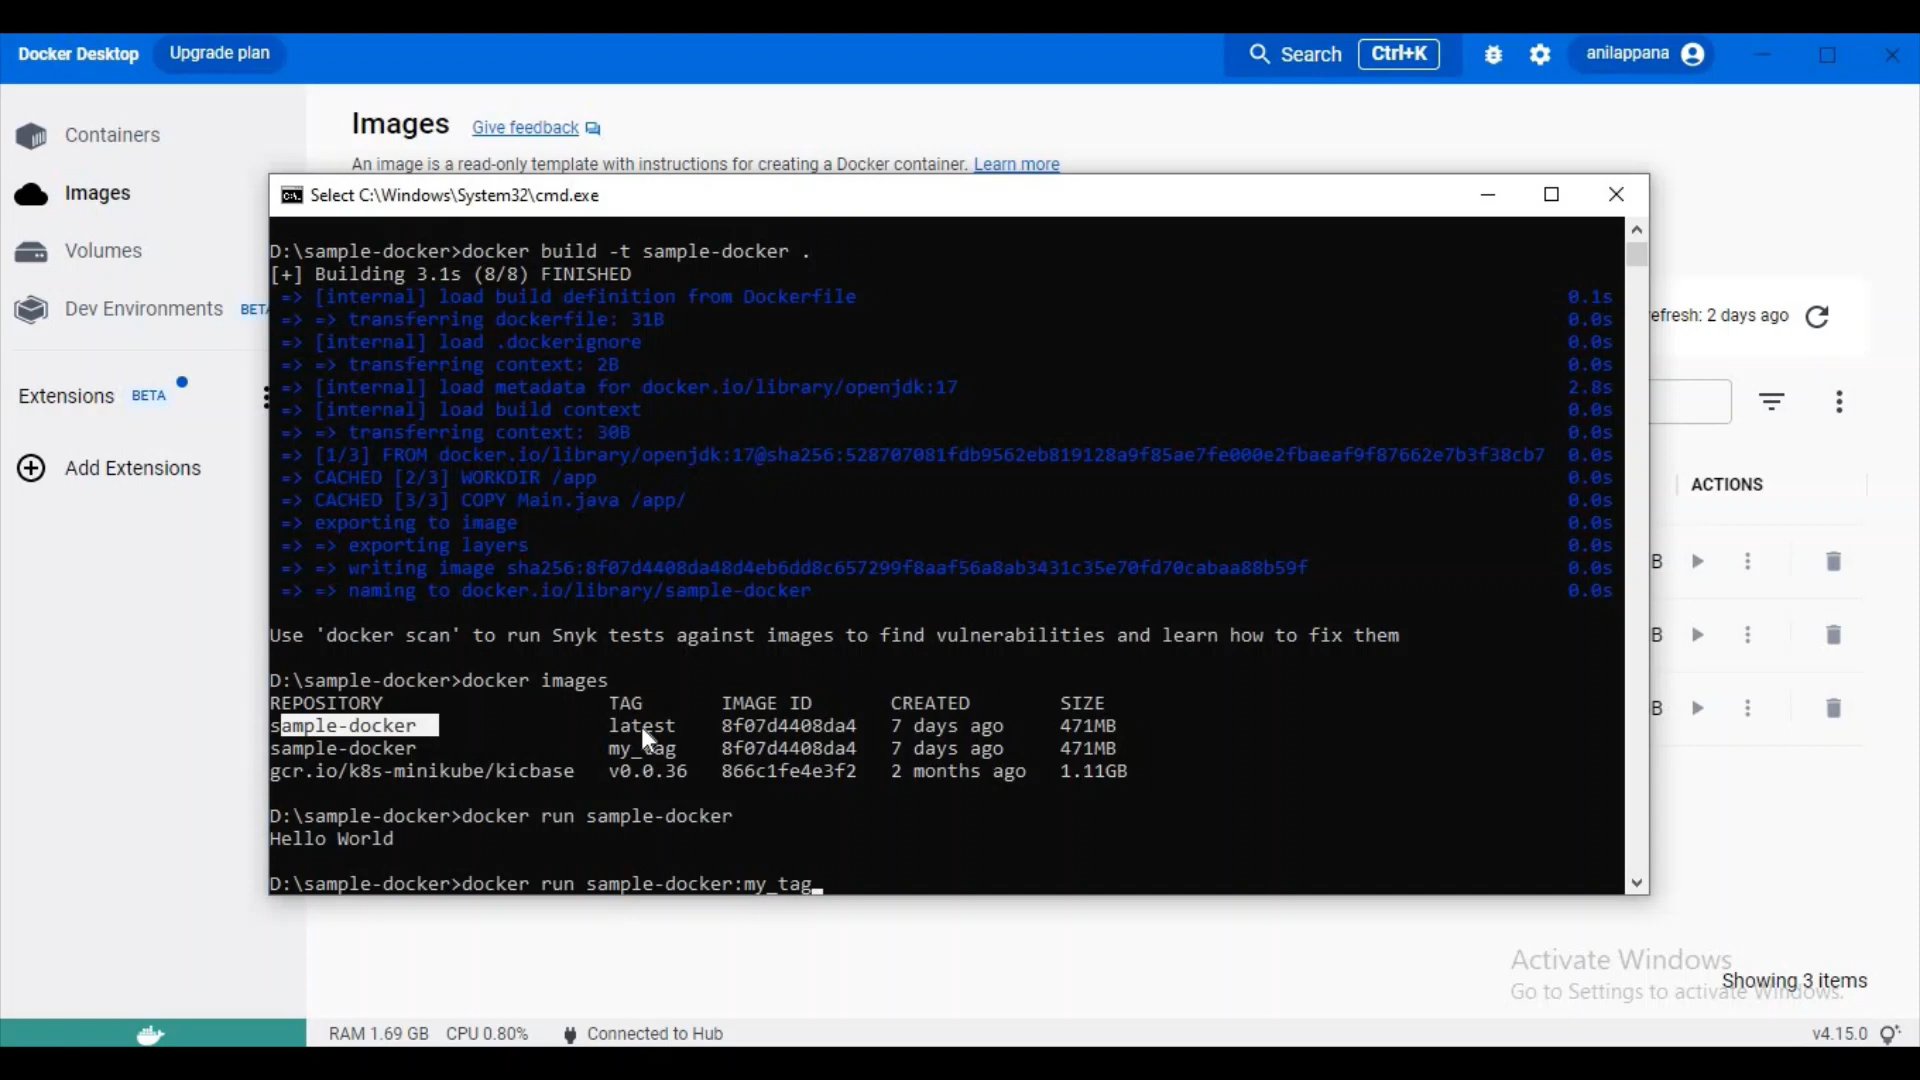 Docker Desktop Upgrade plan Search Ctrl+K anilappana
Containers
Images
Volumes
Dev Environments BETA
Extensions BETA
Add Extensions
Images Give feedback
An image is a read-only template with instructions for creating a Docker container. Learn more
Select C:\Windows\System32\cmd.exe
D:\sample-docker>docker build -t sample-docker .
[+] Building 3.1s (8/8) FINISHED
=> [internal] load build definition from Dockerfile 0.1s
=> => transferring dockerfile: 31B 0.0s
=> [internal] load .dockerignore 0.0s
=> => transferring context: 2B 0.0s
=> [internal] load metadata for docker.io/library/openjdk:17 2.8s
=> [internal] load build context 0.0s
=> => transferring context: 30B 0.0s
=> [1/3] FROM docker.io/library/openjdk:17@sha256:528707081fdb9562eb819128a9f85ae7fe000e2fbaeaf9f87662e7b3f38cb7 0.0s
=> CACHED [2/3] WORKDIR /app 0.0s
=> CACHED [3/3] COPY Main.java /app/ 0.0s
=> exporting to image 0.0s
=> => exporting layers 0.0s
=> => writing image sha256:8f07d4408da48d4eb6dd8c657299f8aaf56a8ab3431c35e70fd70cabaa88b59f 0.0s
=> => naming to docker.io/library/sample-docker 0.0s
Use 'docker scan' to run Snyk tests against images to find vulnerabilities and learn how to fix them
D:\sample-docker>docker images
REPOSITORY TAG IMAGE ID CREATED SIZE
sample-docker latest 8f07d4408da4 7 days ago 471MB
sample-docker my_tag 8f07d4408da4 7 days ago 471MB
gcr.io/k8s-minikube/kicbase v0.0.36 866c1fe4e3f2 2 months ago 1.11GB
D:\sample-docker>docker run sample-docker
Hello World
D:\sample-docker>docker run sample-docker:my_tag_
efresh: 2 days ago
ACTIONS
B
B
B
Activate Windows
Showing 3 items
Go to Settings to activate Windows.
RAM 1.69 GB CPU 0.80% Connected to Hub v4.15.0